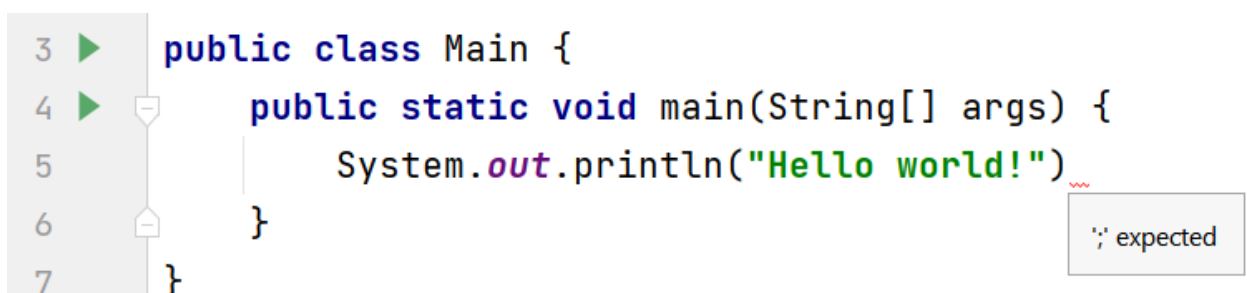 3 public class Main {
4 public static void main(String[] args) {
5 System.out.println("Hello world!")
6 }
';' expected
7 }